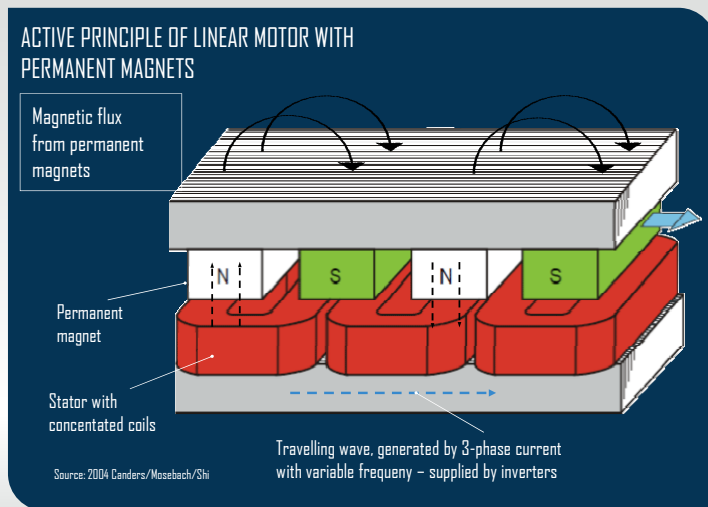 ACTIVE PRINCIPLE OF LINEAR MOTOR WITH
PERMANENT MAGNETS
Magnetic flux
from permanent
magnets
N
S
N
S
Permanent
magnet
Stator with
concentated coils
Travelling wave, generated by 3-phase current
with variable frequeny – supplied by inverters
Source: 2004 Canders/Mosebach/Shi